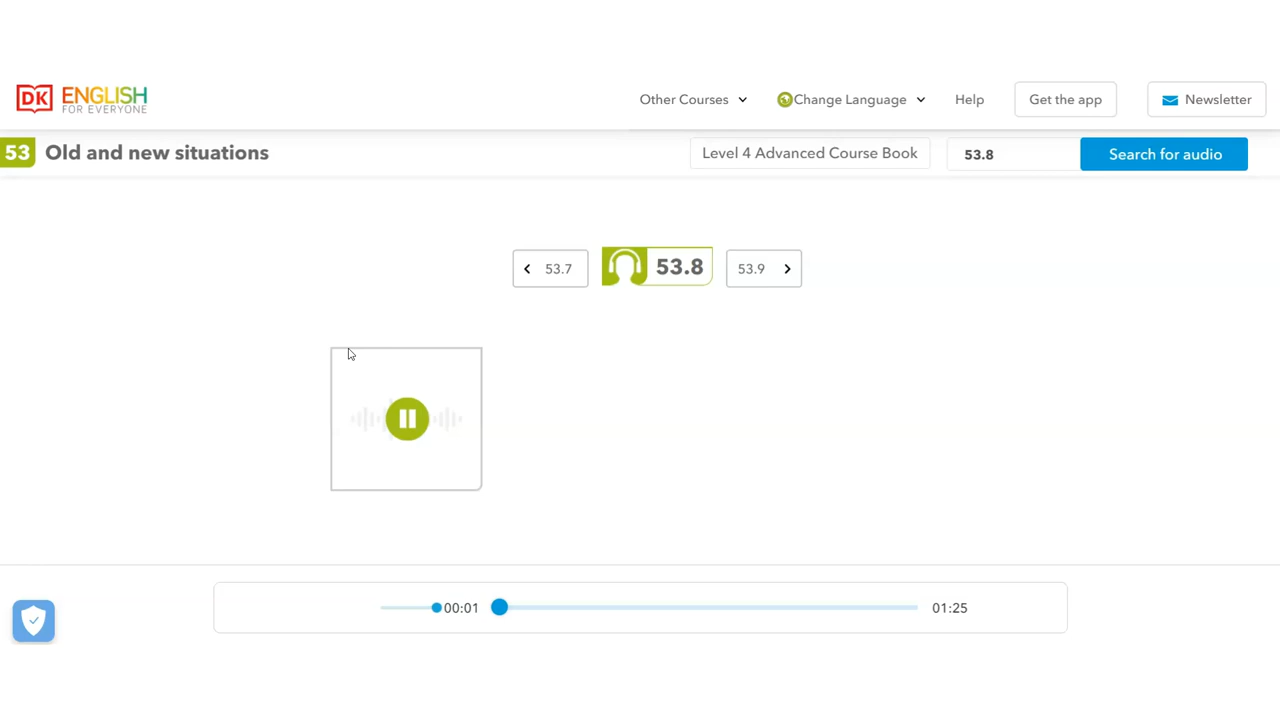 DK ENGLISH
FOR EVERYONE
Other Courses
Change Language
Help
Get the app
Newsletter
53 Old and new situations
Level 4 Advanced Course Book
53.8
Search for audio
53.7
53.8
53.9
00:01
01:25